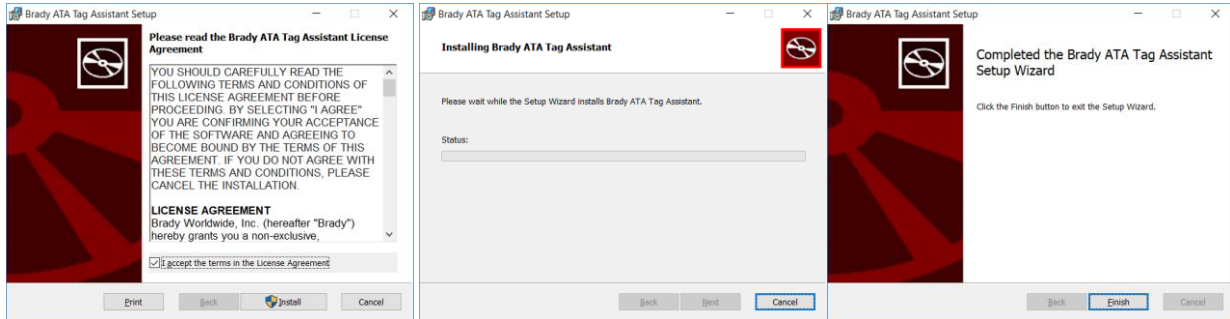 Brady ATA Tag Assistant Setup
Please read the Brady ATA Tag Assistant License
Agreement
YOU SHOULD CAREFULLY READ THE
FOLLOWING TERMS AND CONDITIONS OF
THIS LICENSE AGREEMENT BEFORE
PROCEEDING. BY SELECTING "I AGREE"
YOU ARE CONFIRMING YOUR ACCEPTANCE
OF THE SOFTWARE AND AGREEING TO
BECOME BOUND BY THE TERMS OF THIS
AGREEMENT. IF YOU DO NOT AGREE WITH
THESE TERMS AND CONDITIONS, PLEASE
CANCEL THE INSTALLATION.
LICENSE AGREEMENT
Brady Worldwide, Inc. (hereafter "Brady")
hereby grants you a non-exclusive,
I accept the terms in the License Agreement
Print Back Install Cancel
Brady ATA Tag Assistant Setup
Installing Brady ATA Tag Assistant
Please wait while the Setup Wizard installs Brady ATA Tag Assistant.
Status:
Back Next Cancel
Brady ATA Tag Assistant Setup
Completed the Brady ATA Tag Assistant
Setup Wizard
Click the Finish button to exit the Setup Wizard.
Back Finish Cancel